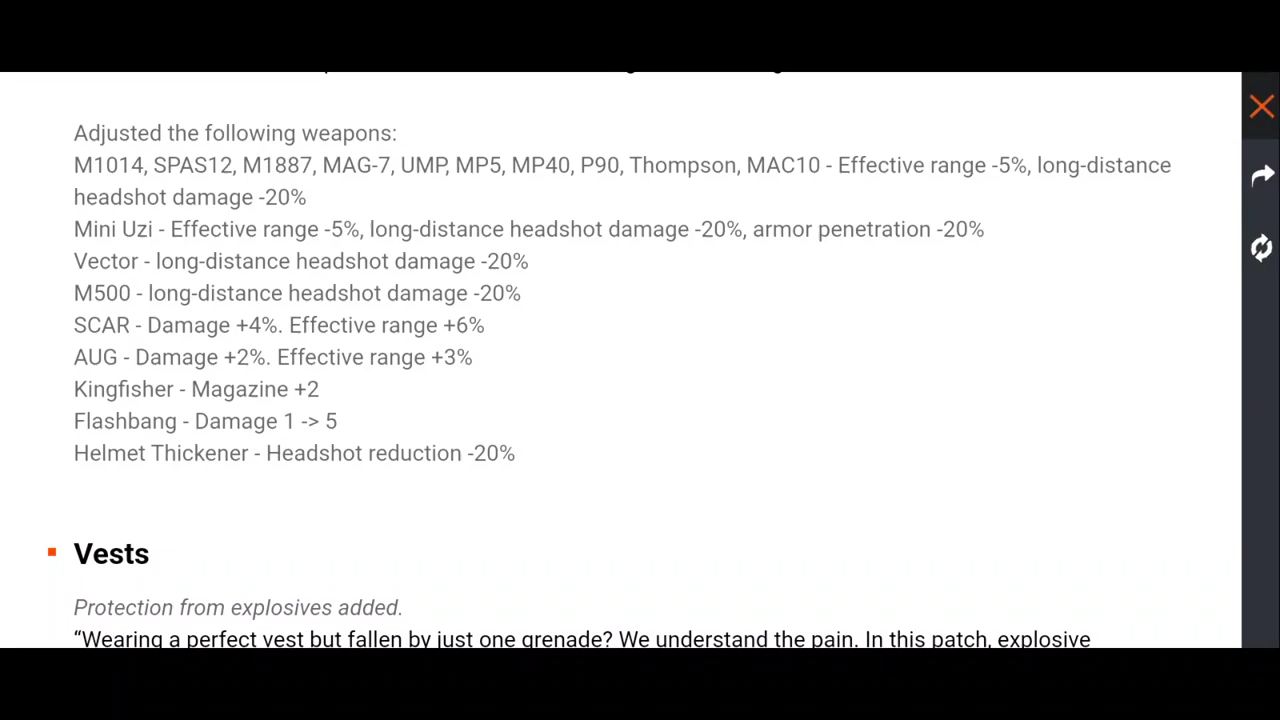 Adjusted the following weapons:
M1014, SPAS12, M1887, MAG-7, UMP, MP5, MP40, P90, Thompson, MAC10 - Effective range -5%, long-distance
headshot damage -20%
Mini Uzi - Effective range -5%, long-distance headshot damage -20%, armor penetration -20%
Vector - long-distance headshot damage -20%
M500 - long-distance headshot damage -20%
SCAR - Damage +4%. Effective range +6%
AUG - Damage +2%. Effective range +3%
Kingfisher - Magazine +2
Flashbang - Damage 1 -> 5
Helmet Thickener - Headshot reduction -20%
Vests
Protection from explosives added.
“Wearing a perfect vest but fallen by just one grenade? We understand the pain. In this patch, explosive